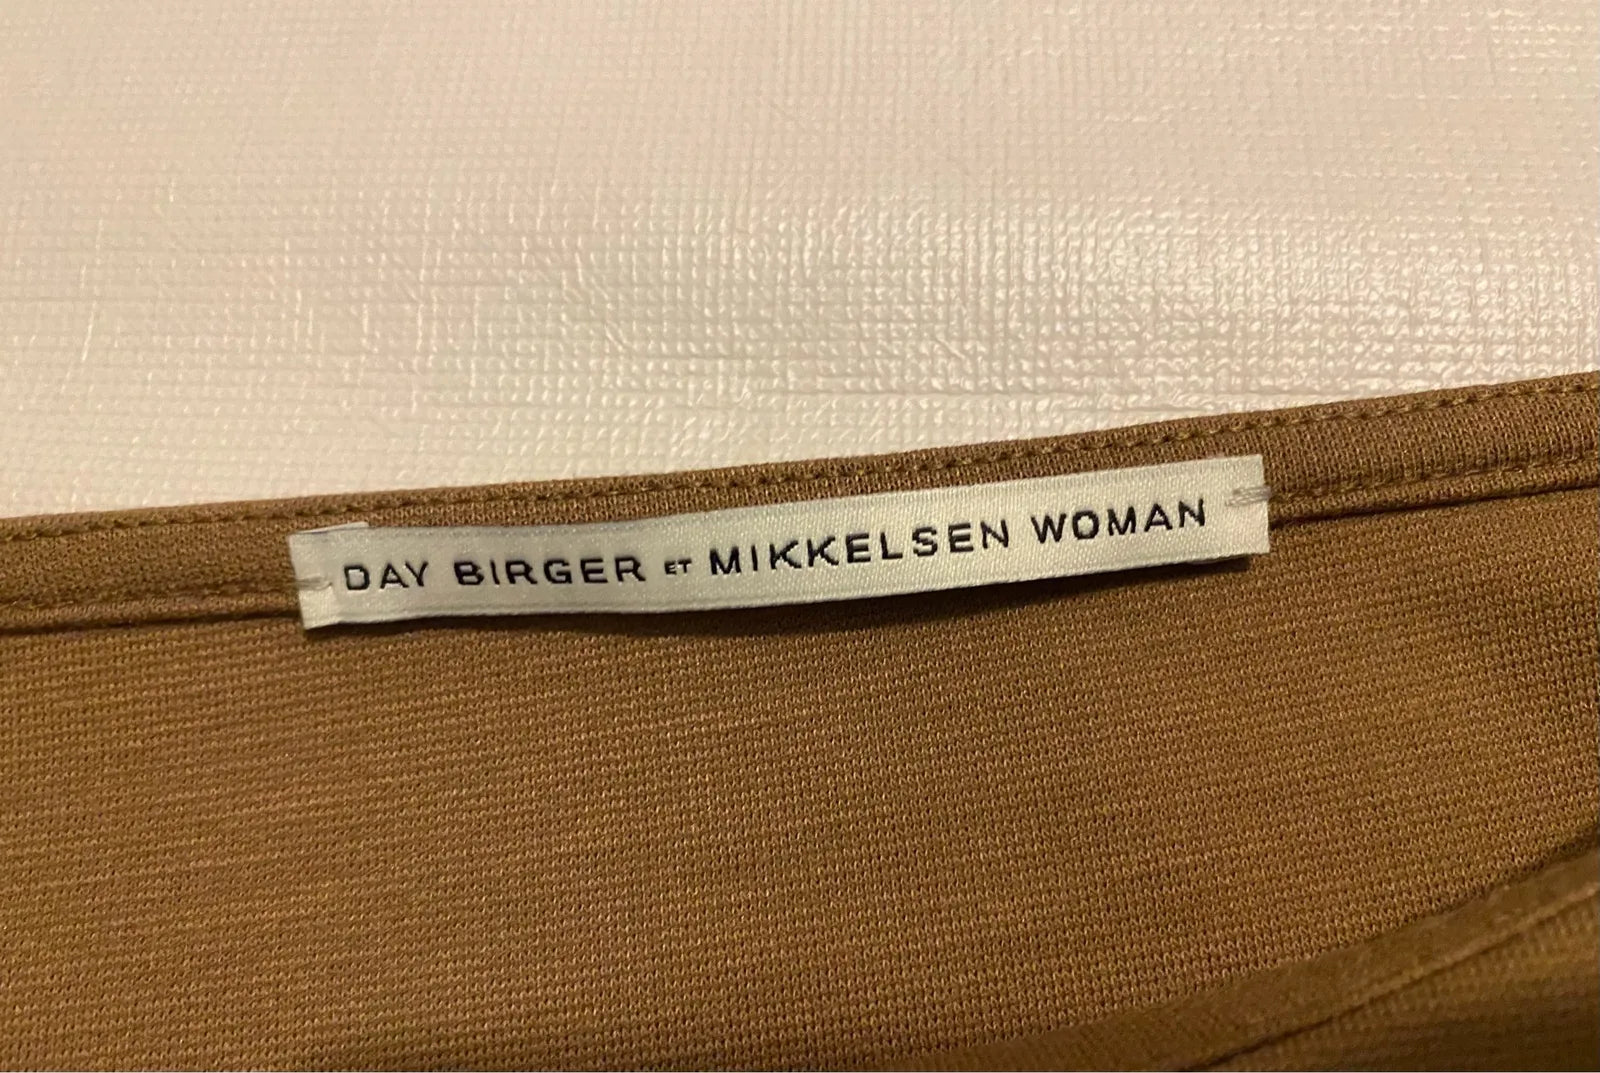 DAY BIRGER ET MIKKELSEN WOMAN